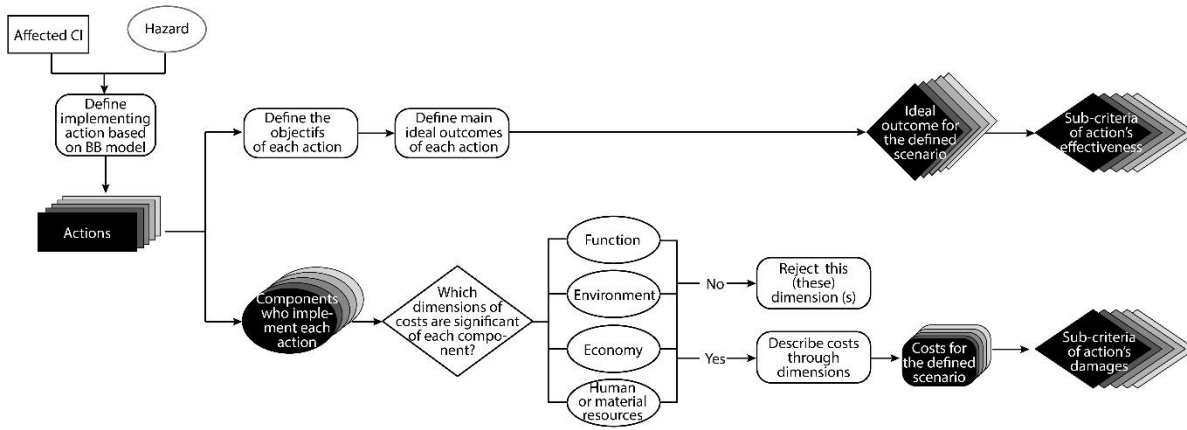 Affected CI
Hazard
Define
implementing
action based
on BB model
Actions
Define the
objectifs
of each action
Define main
ideal outcomes
of each action
Ideal
outcome for
the defined
scenario
Sub-criteria
of action's
effectiveness
Components
who imple-
ment each
action
Which
dimensions of
costs are significant
of each compo-
nent?
Function
Environment
Economy
Human
or material
resources
No
Reject this
(these)
dimension (s)
Yes
Describe costs
through
dimensions
Costs for
the defined
scenario
Sub-criteria
of action's
damages